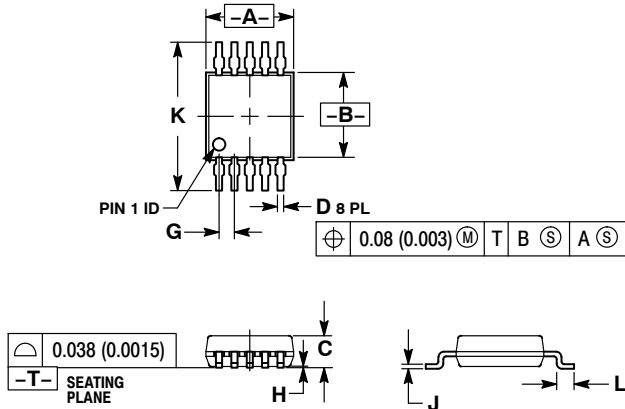 –A–
K
–B–
PIN 1 ID
G
D 8 PL
⌖ 0.08 (0.003) Ⓜ T B Ⓢ A Ⓢ
⌓ 0.038 (0.0015)
–T– SEATING
PLANE
C
H
J
L